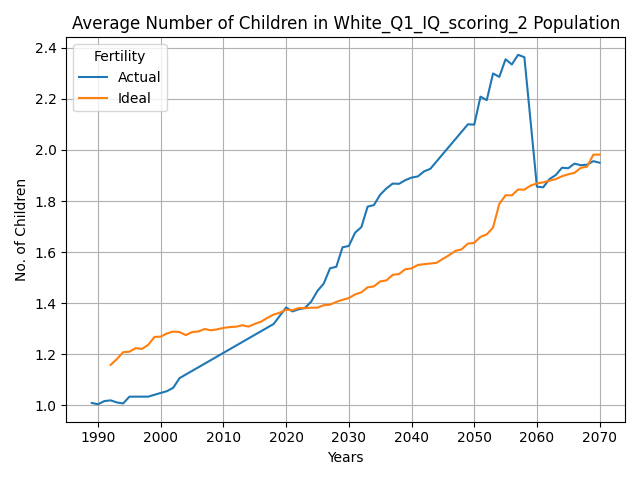 Average Number of Children in White_Q1_IQ_scoring_2 Population
Fertility
Actual
Ideal
No. of Children
2.4
2.2
2.0
1.8
1.6
1.4
1.2
1.0
1990 2000 2010 2020 2030 2040 2050 2060 2070
Years